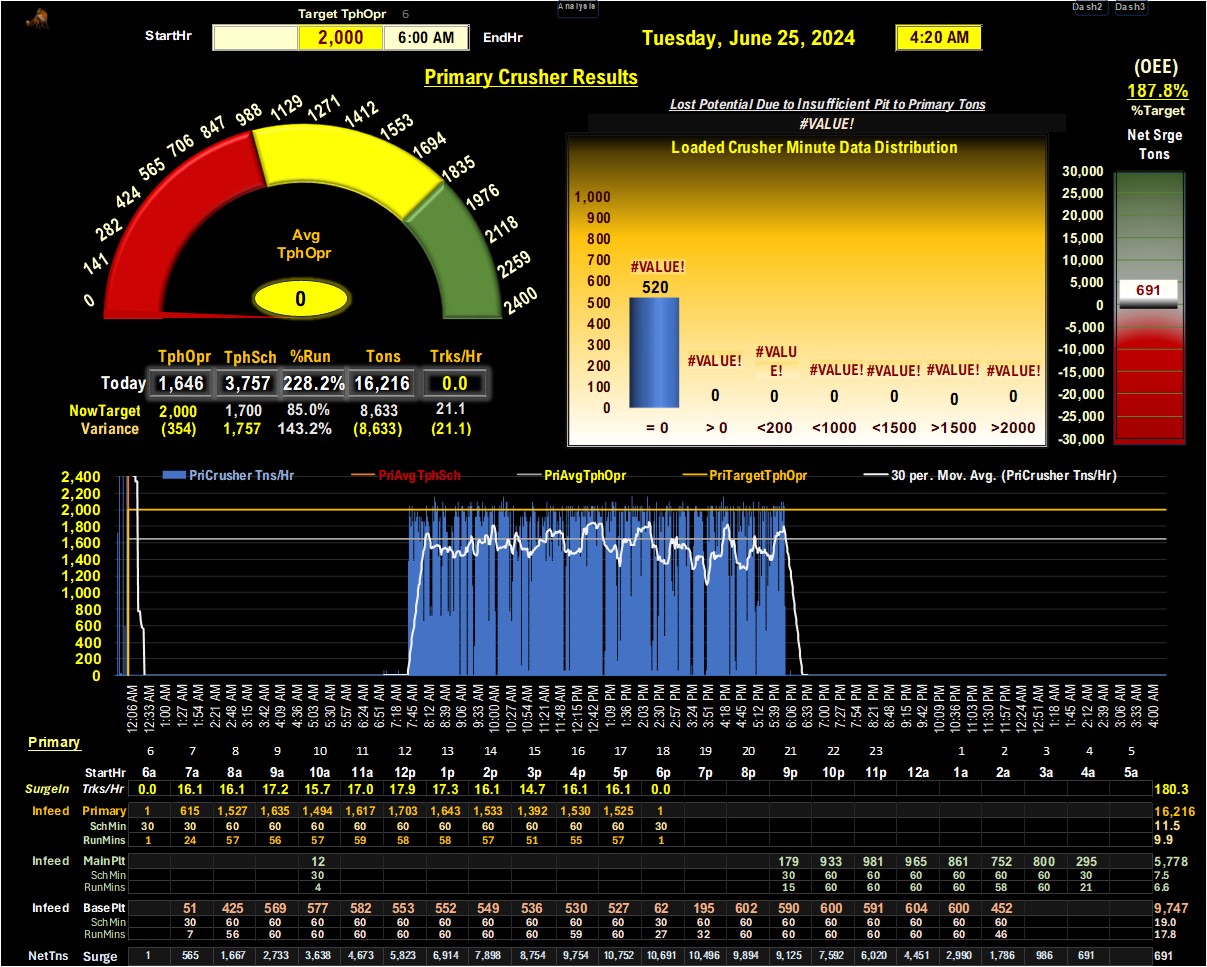 Analysis
Dash2 Dash3
Target TphOpr 6
StartHr 2,000 6:00 AM EndHr
Tuesday, June 25, 2024 4:20 AM
Primary Crusher Results
(OEE)
187.8%
%Target
Net Srge
Tons
Lost Potential Due to Insufficient Pit to Primary Tons
#VALUE!
0 141 282 424 565 706 847 988 1129 1271 1412 1553 1694 1835 1976 2118 2259 2400
Avg
TphOpr
0
Loaded Crusher Minute Data Distribution
1,000
900
800
700
600
500
400
300
200
100
0
#VALUE! #VALUE! #VALU
E! #VALUE! #VALUE! #VALUE! #VALUE!
520 0 0 0 0 0 0
= 0 > 0 <200 <1000 <1500 >1500 >2000
30,000
25,000
20,000
15,000
10,000
5,000
0
-5,000
-10,000
-15,000
-20,000
-25,000
-30,000
691
TphOpr TphSch %Run Tons Trks/Hr
Today 1,646 3,757 228.2% 16,216 0.0
NowTarget 2,000 1,700 85.0% 8,633 21.1
Variance (354) 1,757 143.2% (8,633) (21.1)
PriCrusher Tns/Hr PriAvgTphSch PriAvgTphOpr PriTargetTphOpr 30 per. Mov. Avg. (PriCrusher Tns/Hr)
2,400
2,200
2,000
1,800
1,600
1,400
1,200
1,000
800
600
400
200
0
12:06 AM 12:33 AM 1:00 AM 1:27 AM 1:54 AM 2:21 AM 2:48 AM 3:15 AM 3:42 AM 4:09 AM 4:36 AM 5:03 AM 5:30 AM 5:57 AM 6:24 AM 6:51 AM 7:18 AM 7:45 AM 8:12 AM 8:39 AM 9:06 AM 9:33 AM 10:00 AM 10:27 AM 10:54 AM 11:21 AM 11:48 AM 12:15 PM 12:42 PM 1:09 PM 1:36 PM 2:03 PM 2:30 PM 2:57 PM 3:24 PM 3:51 PM 4:18 PM 4:45 PM 5:12 PM 5:39 PM 6:06 PM 6:33 PM 7:00 PM 7:27 PM 7:54 PM 8:21 PM 8:48 PM 9:15 PM 9:42 PM 10:09 PM 10:36 PM 11:03 PM 11:30 PM 11:57 PM 12:24 AM 12:51 AM 1:18 AM 1:45 AM 2:12 AM 2:39 AM 3:06 AM 3:33 AM 4:00 AM
Primary
6 7 8 9 10 11 12 13 14 15 16 17 18 19 20 21 22 23 1 2 3 4 5
StartHr 6a 7a 8a 9a 10a 11a 12p 1p 2p 3p 4p 5p 6p 7p 8p 9p 10p 11p 12a 1a 2a 3a 4a 5a
SurgeIn Trks/Hr 0.0 16.1 16.1 17.2 15.7 17.0 17.9 17.3 16.1 14.7 16.1 16.1 0.0 180.3
Infeed Primary 1 615 1,527 1,635 1,494 1,617 1,703 1,643 1,533 1,392 1,530 1,525 1 16,216
SchMin 30 30 60 60 60 60 60 60 60 60 60 60 30 11.5
RunMins 1 24 57 56 57 59 58 58 57 51 55 57 1 9.9
Infeed MainPlt 12 179 933 981 965 861 752 800 295 5,778
SchMin 30 30 60 60 60 60 60 60 30 7.5
RunMins 4 15 60 60 60 60 58 60 21 6.6
Infeed BasePlt 51 425 569 577 582 553 552 549 536 530 527 62 195 602 590 600 591 604 600 452 9,747
SchMin 30 60 60 60 60 60 60 60 60 60 60 30 60 60 60 60 60 60 60 60 19.0
RunMins 7 56 60 60 60 60 60 60 60 59 60 27 32 60 60 60 60 60 60 46 17.8
NetTns Surge 1 565 1,667 2,733 3,638 4,673 5,823 6,914 7,898 8,754 9,754 10,752 10,691 10,496 9,894 9,125 7,592 6,020 4,451 2,990 1,786 986 691 691